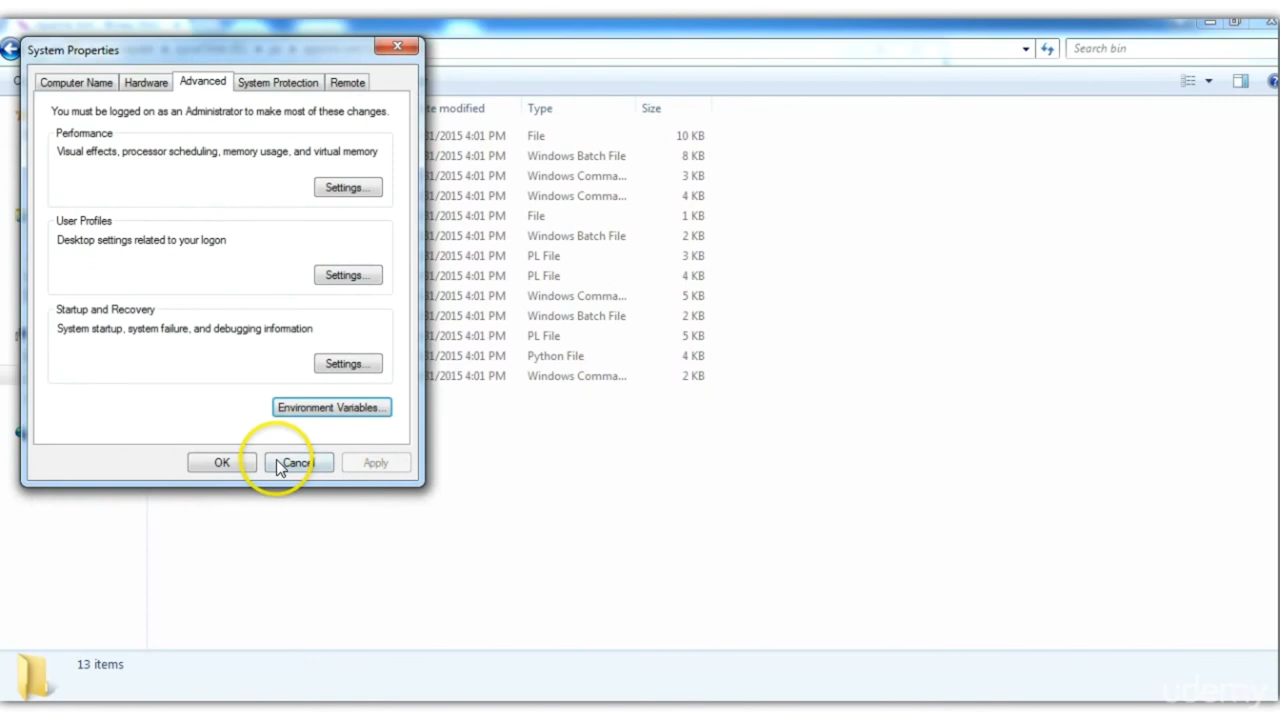 System Properties
Search bin
Computer Name Hardware Advanced System Protection Remote
You must be logged on as an Administrator to make most of these changes.
Performance
Visual effects, processor scheduling, memory usage, and virtual memory
Settings...
User Profiles
Desktop settings related to your logon
Settings...
Startup and Recovery
System startup, system failure, and debugging information
Settings...
Environment Variables...
OK Cancel Apply
te modified Type Size
31/2015 4:01 PM File 10 KB
31/2015 4:01 PM Windows Batch File 8 KB
31/2015 4:01 PM Windows Comma... 3 KB
31/2015 4:01 PM Windows Comma... 4 KB
31/2015 4:01 PM File 1 KB
31/2015 4:01 PM Windows Batch File 2 KB
31/2015 4:01 PM PL File 3 KB
31/2015 4:01 PM PL File 4 KB
31/2015 4:01 PM Windows Comma... 5 KB
31/2015 4:01 PM Windows Batch File 2 KB
31/2015 4:01 PM PL File 5 KB
31/2015 4:01 PM Python File 4 KB
31/2015 4:01 PM Windows Comma... 2 KB
13 items
udemy